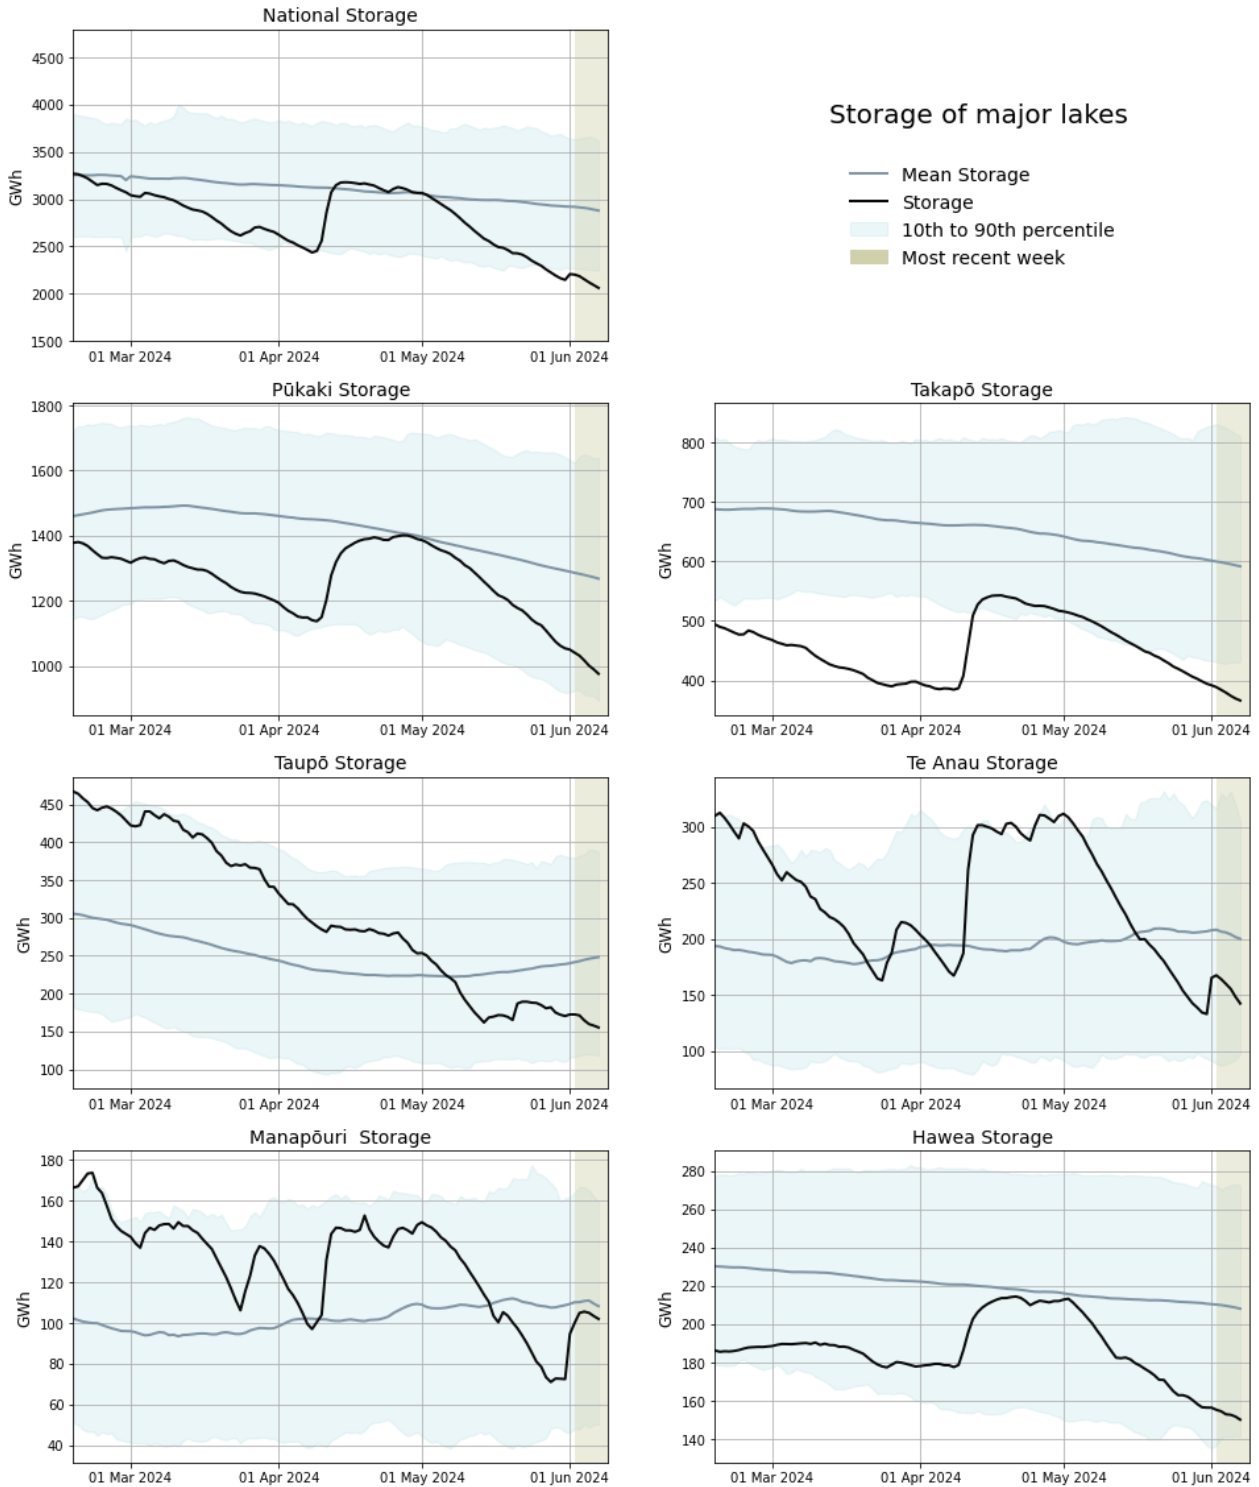 National Storage
4500
4000
3500
3000
2500
2000
1500
GWh
01 Mar 2024
01 Apr 2024
01 May 2024
01 Jun 2024
Storage of major lakes
Mean Storage
Storage
10th to 90th percentile
Most recent week
Pūkaki Storage
1800
1600
1400
1200
1000
GWh
01 Mar 2024
01 Apr 2024
01 May 2024
01 Jun 2024
Takapō Storage
800
700
600
500
400
GWh
01 Mar 2024
01 Apr 2024
01 May 2024
01 Jun 2024
Taupō Storage
450
400
350
300
250
200
150
100
GWh
01 Mar 2024
01 Apr 2024
01 May 2024
01 Jun 2024
Te Anau Storage
300
250
200
150
100
GWh
01 Mar 2024
01 Apr 2024
01 May 2024
01 Jun 2024
Manapōuri  Storage
180
160
140
120
100
80
60
40
GWh
01 Mar 2024
01 Apr 2024
01 May 2024
01 Jun 2024
Hawea Storage
280
260
240
220
200
180
160
140
GWh
01 Mar 2024
01 Apr 2024
01 May 2024
01 Jun 2024